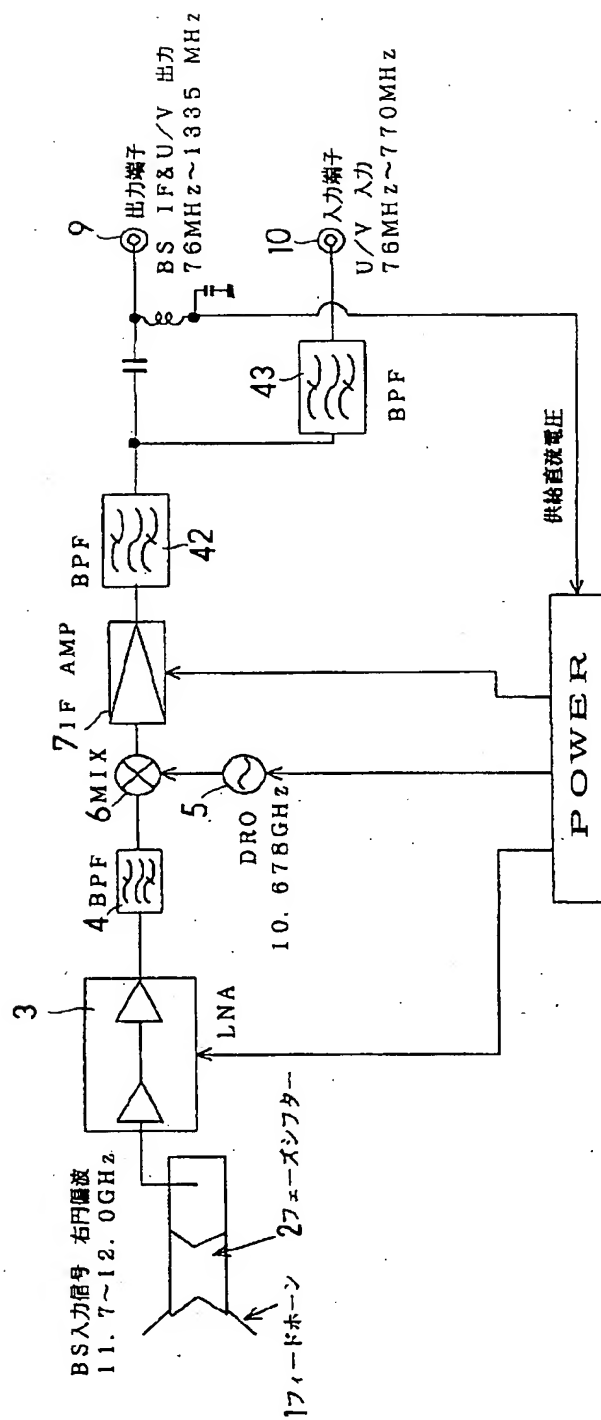 BS入力信号 右円偏波
11.7~12.0GHz
1フィードホーン
2フェーズシフター
3
LNA
4
BPF
6MIX
5
DRO
10.678GHz
7IF AMP
BPF
42
43
BPF
9
出力端子
BS IF&U/V 出力
76MHz~1335 MHz
10
入力端子
U/V 入力
76MHz~770MHz
供給直流電圧
POWER